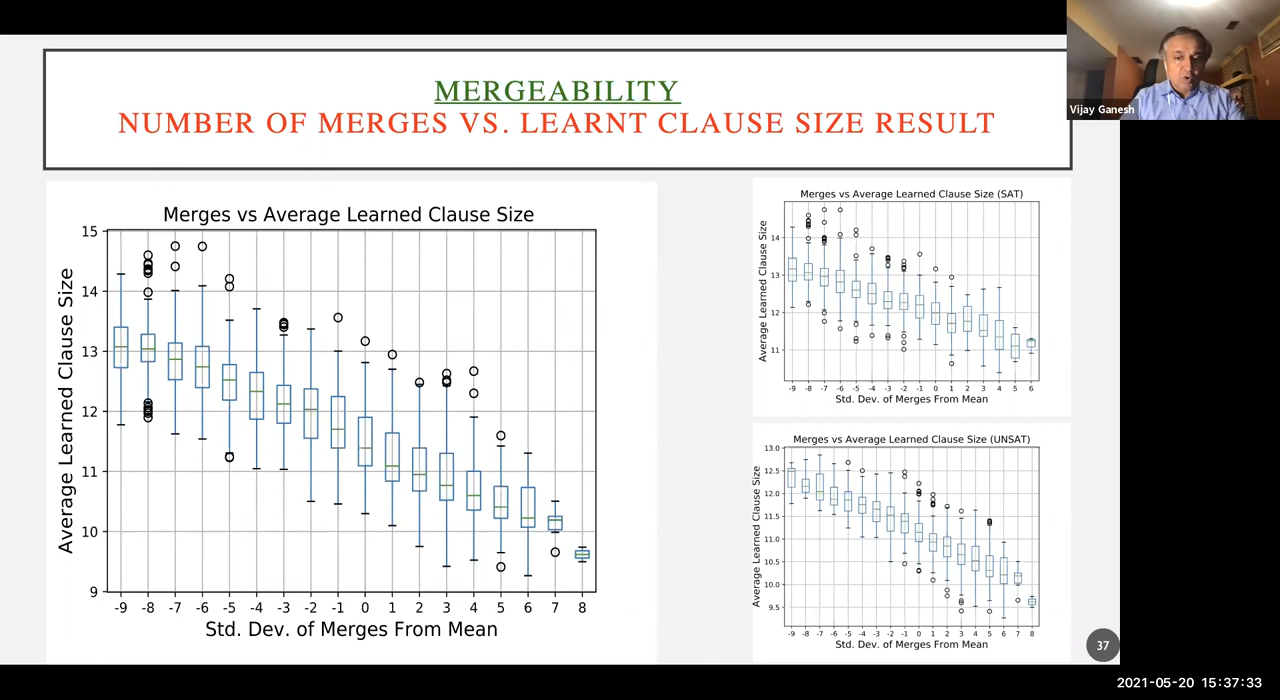 MERGEABILITY
NUMBER OF MERGES VS. LEARNT CLAUSE SIZE RESULT
Vijay Ganesh
Merges vs Average Learned Clause Size
Average Learned Clause Size
15
14
13
12
11
10
9
-9 -8 -7 -6 -5 -4 -3 -2 -1 0 1 2 3 4 5 6 7 8
Std. Dev. of Merges From Mean
Merges vs Average Learned Clause Size (SAT)
Average Learned Clause Size
14
13
12
11
-9 -8 -7 -6 -5 -4 -3 -2 -1 0 1 2 3 4 5 6
Std. Dev. of Merges From Mean
Merges vs Average Learned Clause Size (UNSAT)
Average Learned Clause Size
13.0
12.5
12.0
11.5
11.0
10.5
10.0
9.5
-9 -8 -7 -6 -5 -4 -3 -2 -1 0 1 2 3 4 5 6 7 8
Std. Dev. of Merges From Mean
37
2021-05-20 15:37:33